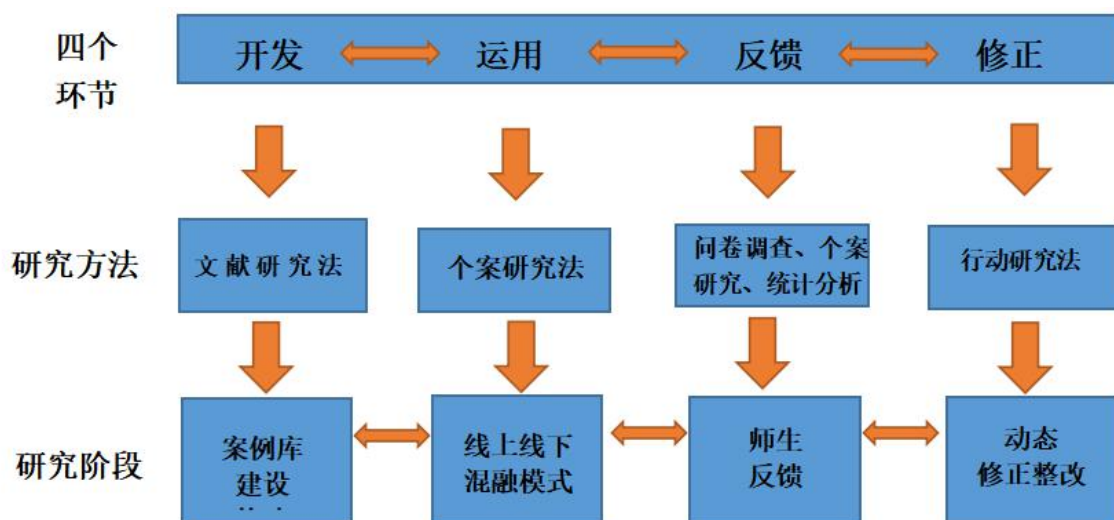 四个
环节
开发
运用
反馈
修正
研究方法
文献研究法
个案研究法
问卷调查、个案
研究、统计分析
行动研究法
研究阶段
案例库
建设
线上线下
混融模式
师生
反馈
动态
修正整改